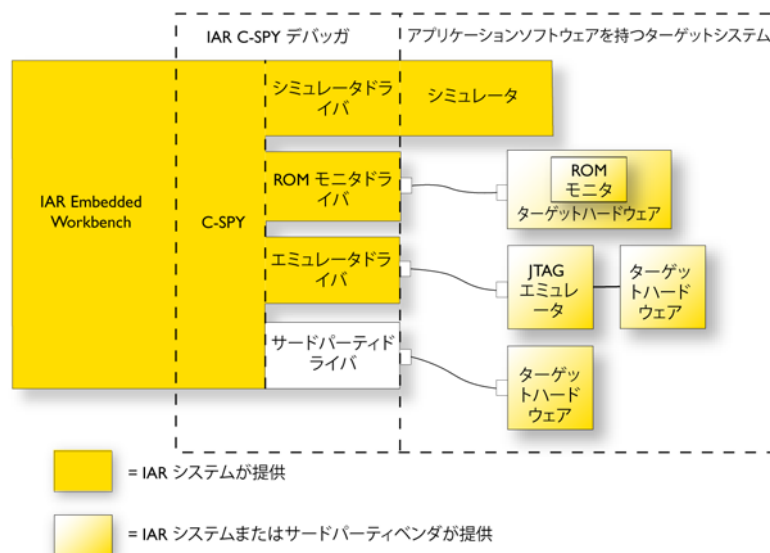 IAR C-SPY デバッガ
アプリケーションソフトウェアを持つターゲットシステム
シミュレータドラ
イバ
シミュレータ
IAR Embedded
Workbench
C-SPY
ROM モニタドラ
イバ
ROM
モニタ
ターゲットハードウェア
エミュレータドラ
イバ
JTAG
エミュレ
ータ
ターゲッ
トハード
ウェア
サードパーティド
ライバ
ターゲッ
トハード
ウェア
= IAR システムが提供
= IAR システムまたはサードパーティベンダが提供